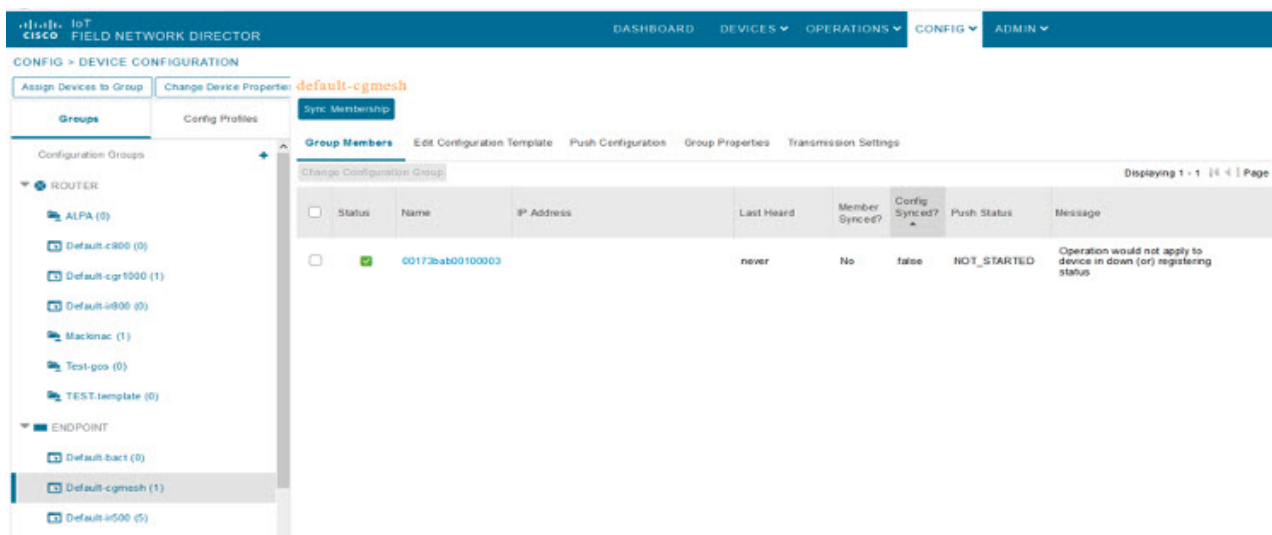 IoT
CISCO FIELD NETWORK DIRECTOR
DASHBOARD DEVICES OPERATIONS CONFIG ADMIN
CONFIG > DEVICE CONFIGURATION
Assign Devices to Group Change Device Properties
default-cgmesh
Sync Membership
Groups Config Profiles
Group Members Edit Configuration Template Push Configuration Group Properties Transmission Settings
Configuration Groups +
Change Configuration Group Displaying 1 - 1 Page
ROUTER
Status Name IP Address Last Heard Member Synced? Config Synced? Push Status Message
ALPA (0)
Default-c800 (0)
00173bab00100003 never No false NOT_STARTED Operation would not apply to device in down (or) registering status
Default-cgr1000 (1)
Default-ir800 (0)
Mackinac (1)
Test-gos (0)
TEST-template (0)
ENDPOINT
Default-bact (0)
Default-cgmesh (1)
Default-ir500 (5)